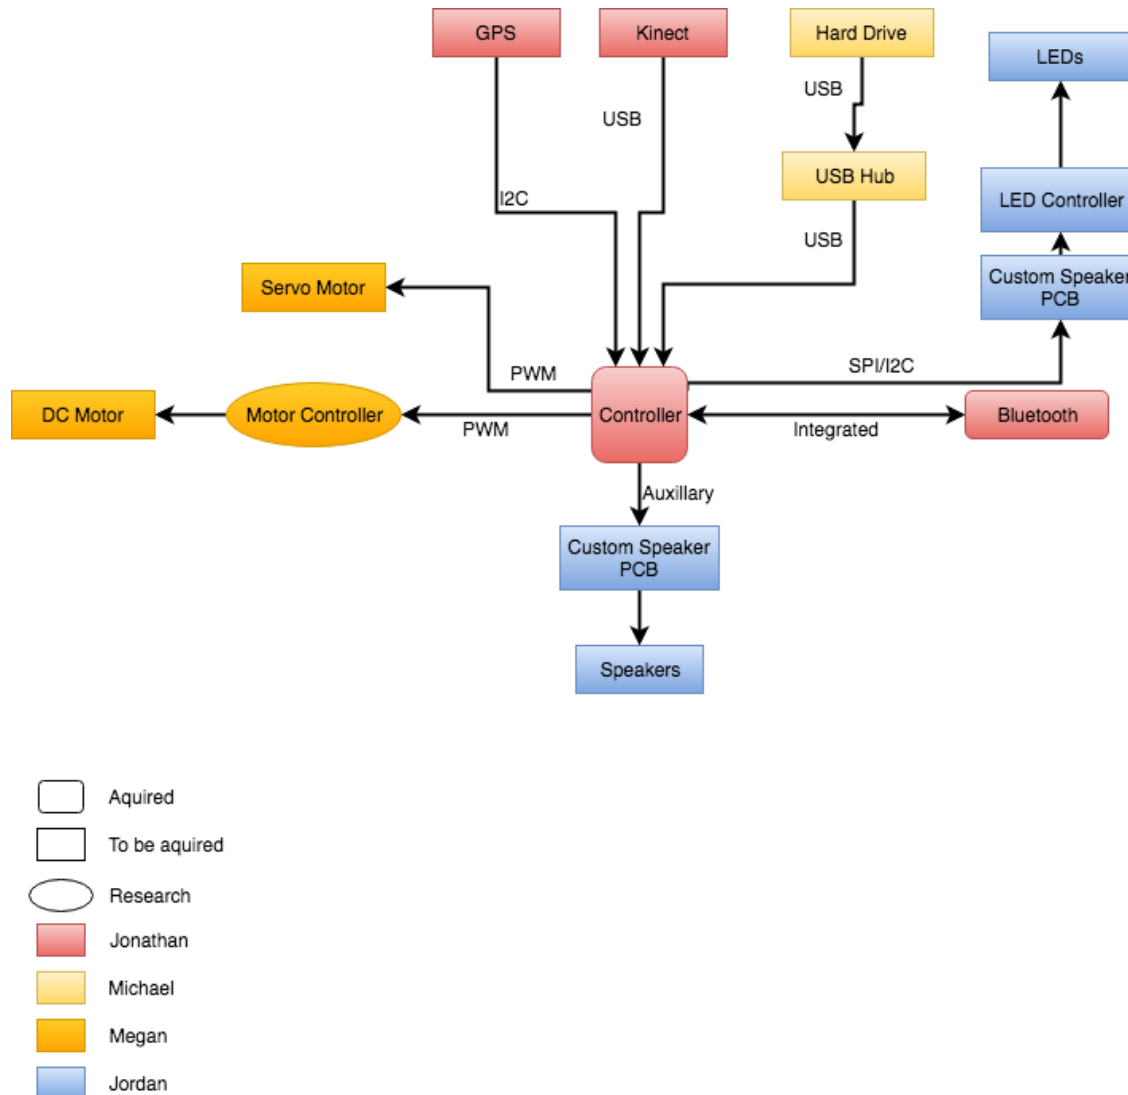 GPS
Kinect
Hard Drive
LEDs
USB
USB
USB Hub
I2C
LED Controller
USB
Servo Motor
Custom Speaker
PCB
PWM
SPI/I2C
DC Motor
Motor Controller
Controller
Bluetooth
PWM
Integrated
Auxillary
Custom Speaker
PCB
Speakers
Aquired
To be aquired
Research
Jonathan
Michael
Megan
Jordan